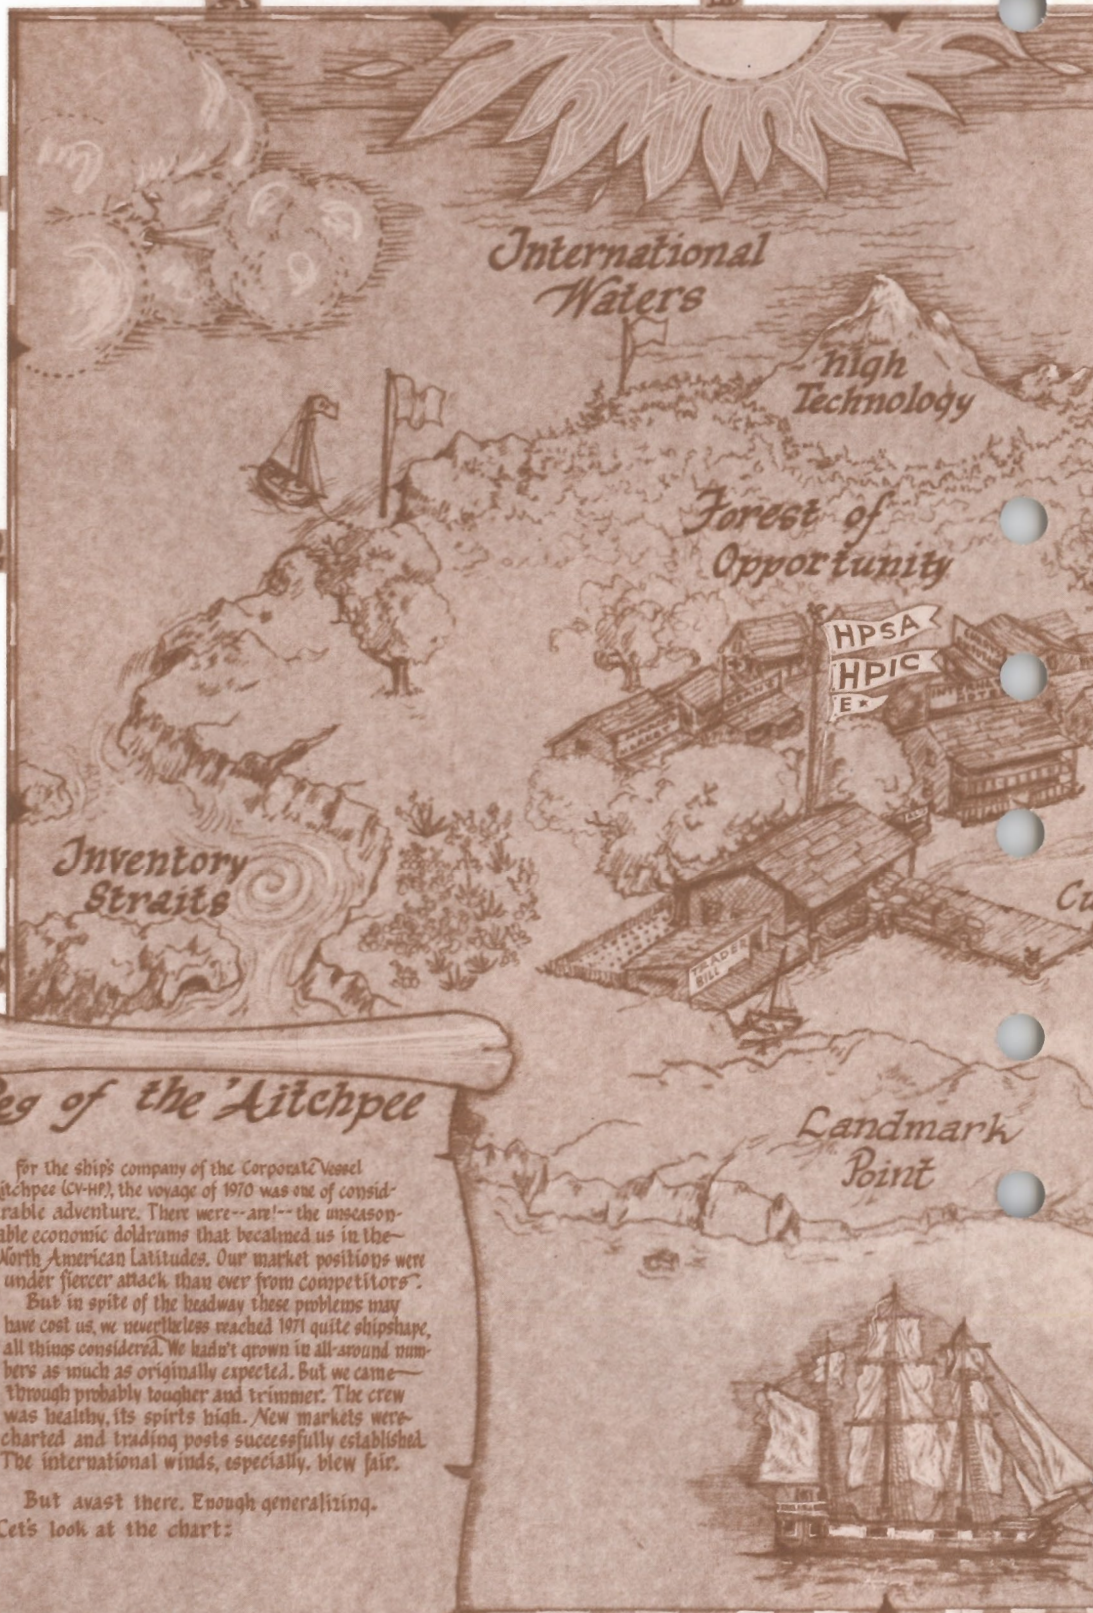 International
Waters
high
Technology
Forest of
Opportunity
HPSA
HPIC
E★
MARKET
Inventory
Straits
TRADER
BILL
eg of the 'Aitchpee
For the ship's company of the Corporate Vessel
itchpee (CV-HP), the voyage of 1970 was one of consid-
rable adventure. There were--are!--the unseason-
able economic doldrums that becalmed us in the
North American Latitudes. Our market positions were
under fiercer attack than ever from competitors.
But in spite of the headway these problems may
have cost us, we nevertheless reached 1971 quite shipshape,
all things considered. We hadn't grown in all-around num-
bers as much as originally expected. But we came
through probably tougher and trimmer. The crew
was healthy, its spirits high. New markets were
charted and trading posts successfully established.
The international winds, especially, blew fair.
But avast there. Enough generalizing.
Let's look at the chart:
Landmark
Point